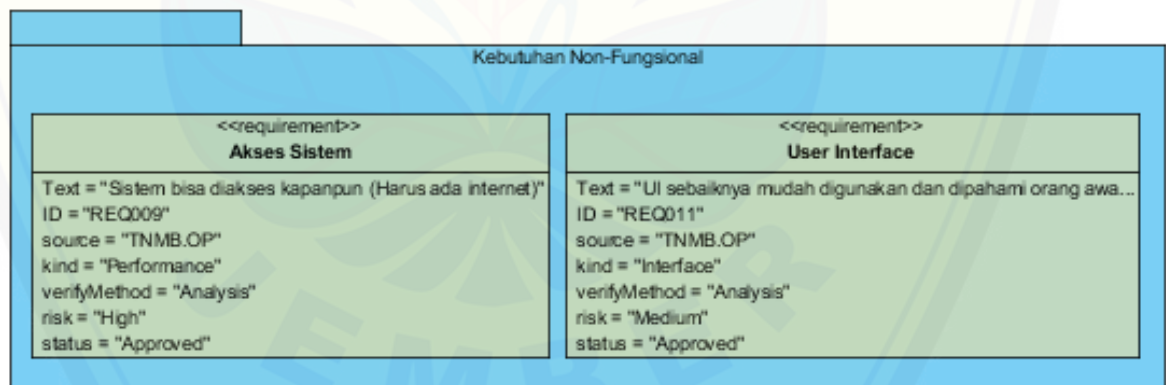 Kebutuhan Non-Fungsional
<<requirement>>
Akses Sistem
Text = "Sistem bisa diakses kapanpun (Harus ada internet)"
ID = "REQ009"
source = "TNMB.OP"
kind = "Performance"
verifyMethod = "Analysis"
risk = "High"
status = "Approved"
<<requirement>>
User Interface
Text = "UI sebaiknya mudah digunakan dan dipahami orang awa...
ID = "REQ011"
source = "TNMB.OP"
kind = "Interface"
verifyMethod = "Analysis"
risk = "Medium"
status = "Approved"
JEMBER